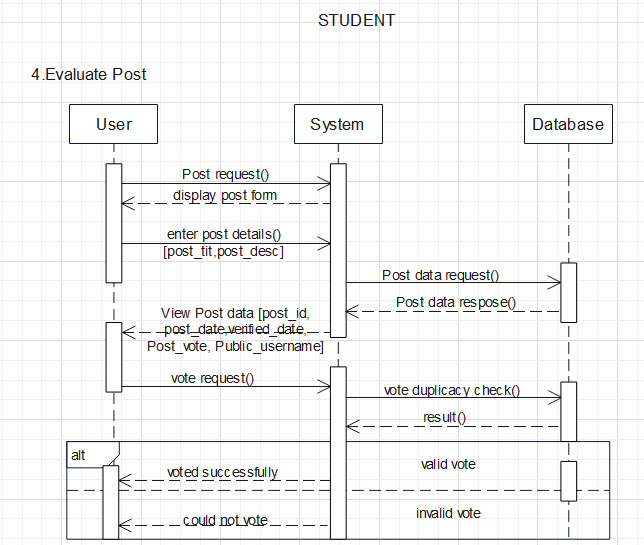 STUDENT
4.Evaluate Post
User
System
Database
Post request()
display post form
enter post details()
[post_tit,post_desc]
Post data request()
Post data respose()
View Post data [post_id,
post_date,verified_date,
Post_vote, Public_username]
vote request()
vote duplicacy check()
result()
alt
valid vote
voted successfully
invalid vote
could not vote